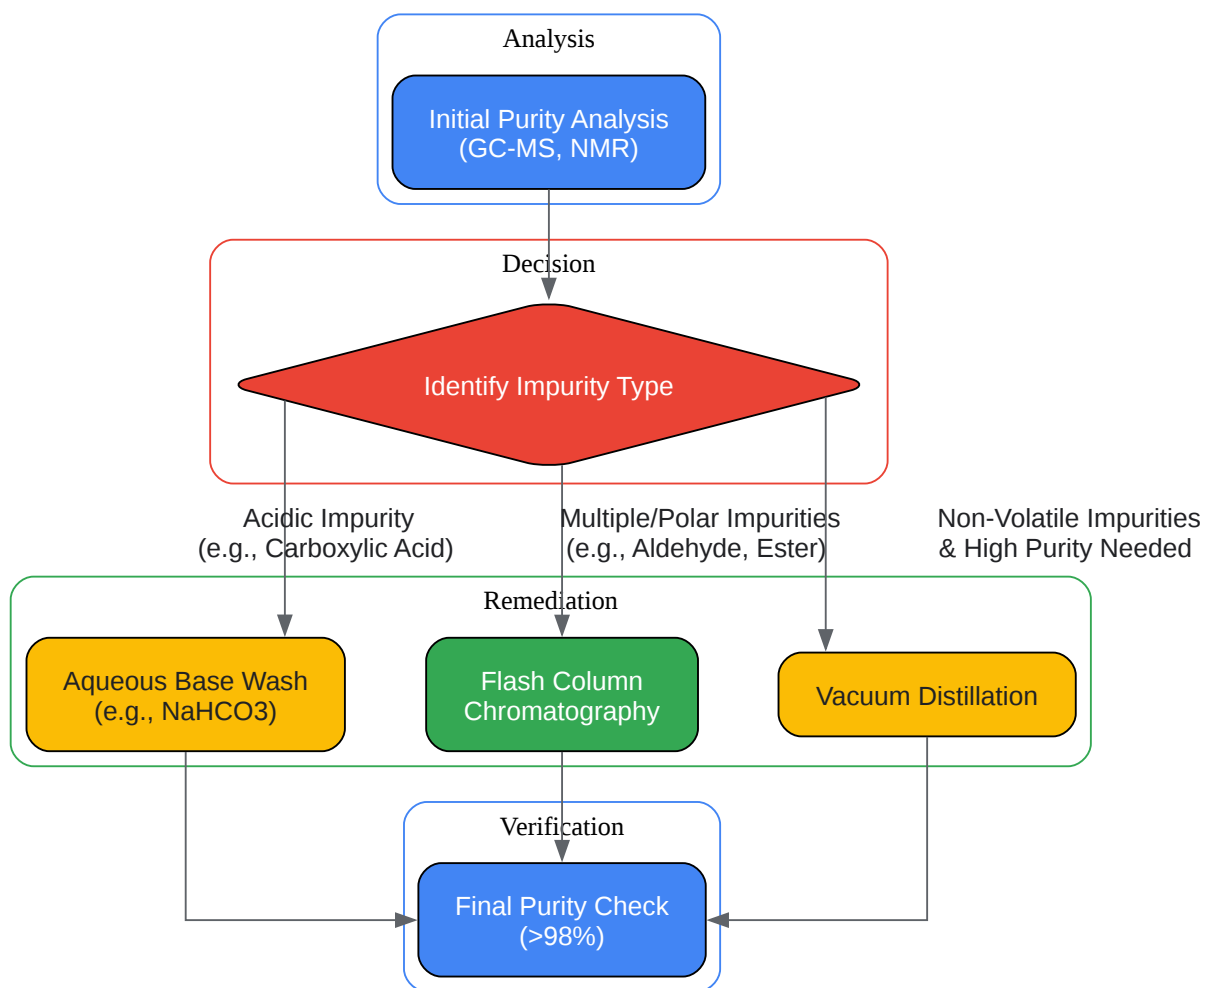 Analysis
Initial Purity Analysis
(GC-MS, NMR)
Decision
Identify Impurity Type
Acidic Impurity
(e.g., Carboxylic Acid)
Multiple/Polar Impurities
(e.g., Aldehyde, Ester)
Non-Volatile Impurities
& High Purity Needed
Remediation
Aqueous Base Wash
(e.g., NaHCO3)
Flash Column
Chromatography
Vacuum Distillation
Verification
Final Purity Check
(>98%)